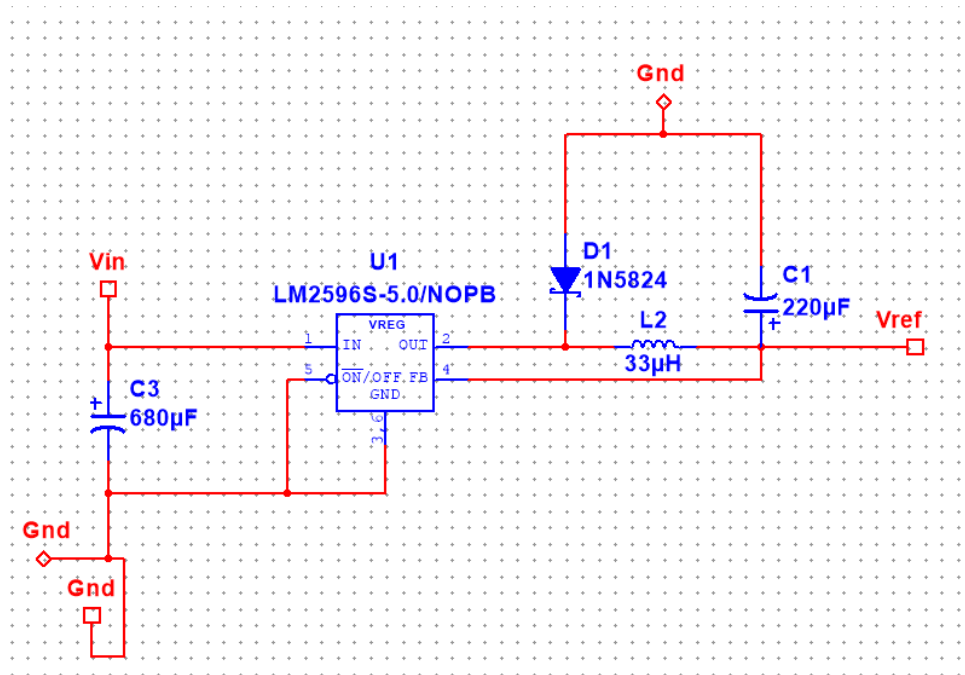 Gnd
Vin
U1
LM2596S-5.0/NOPB
VREG
1
IN
OUT
2
5
ON/OFF
FB
4
GND
3,6
D1
1N5824
C1
220µF
+
L2
33µH
Vref
+
C3
680µF
Gnd
Gnd